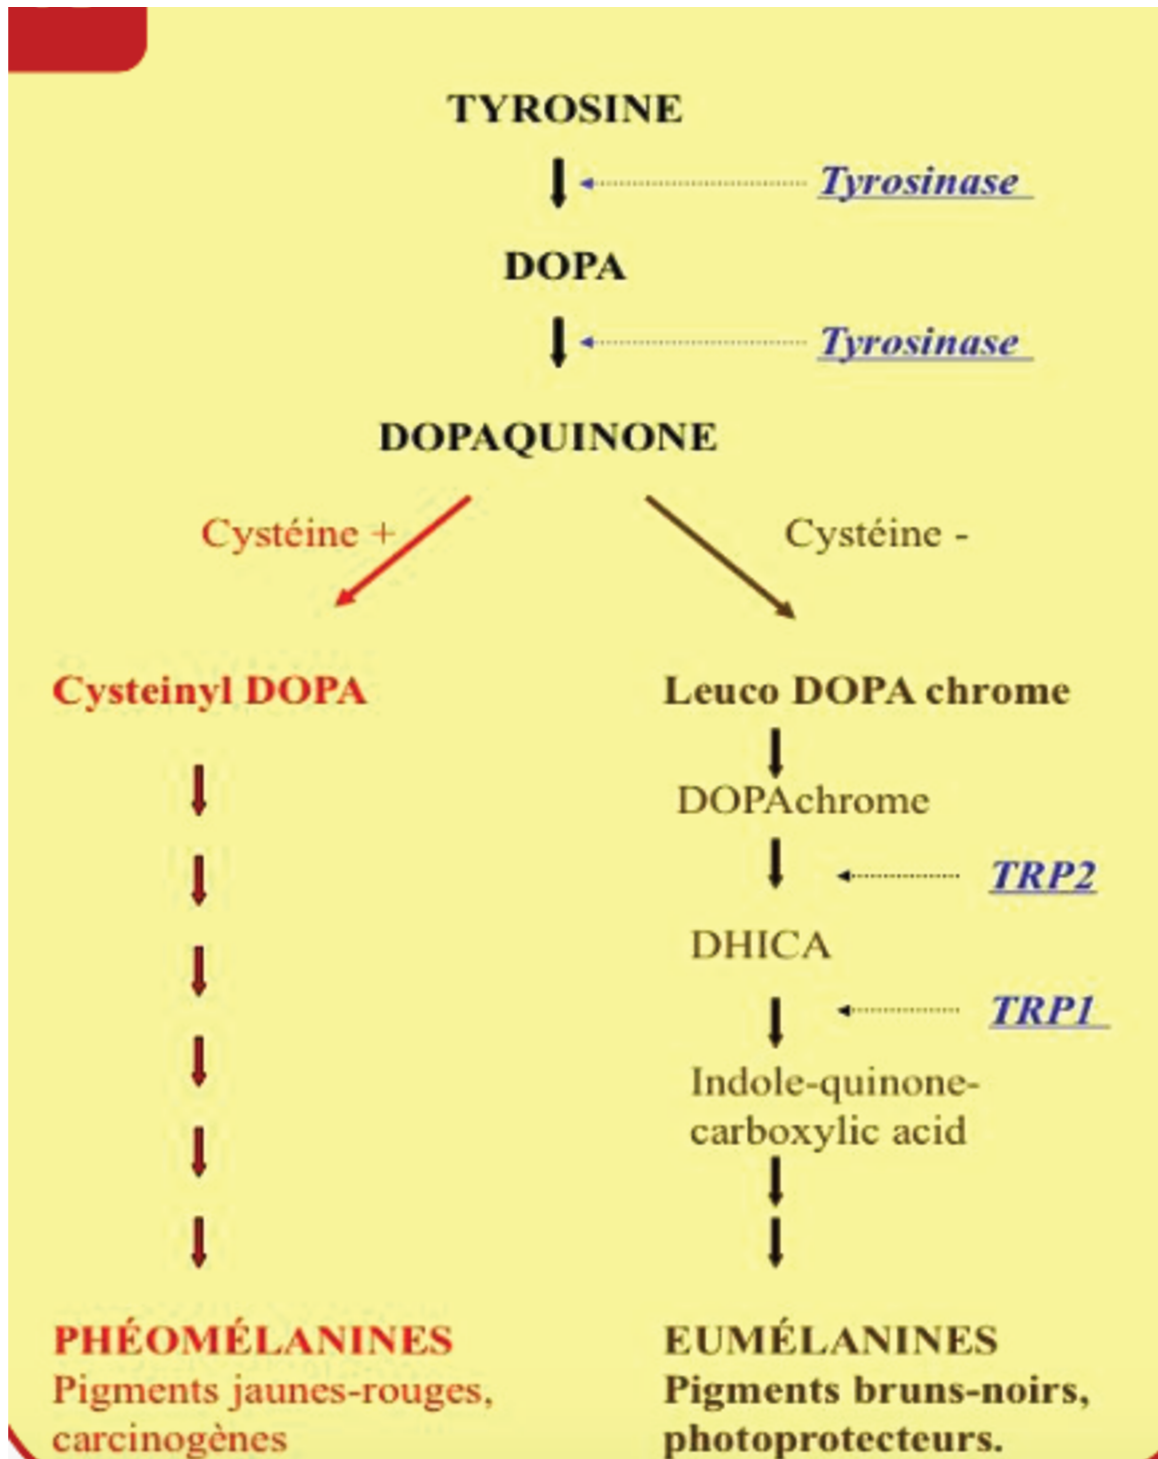 TYROSINE
Tyrosinase
DOPA
Tyrosinase
DOPAQUINONE
Cystéine +
Cystéine -
Cysteinyl DOPA
Leuco DOPA chrome
DOPAchrome
TRP2
DHICA
TRP1
Indole-quinone-
carboxylic acid
PHÉOMÉLANINES
Pigments jaunes-rouges,
carcinogènes
EUMÉLANINES
Pigments bruns-noirs,
photoprotecteurs.